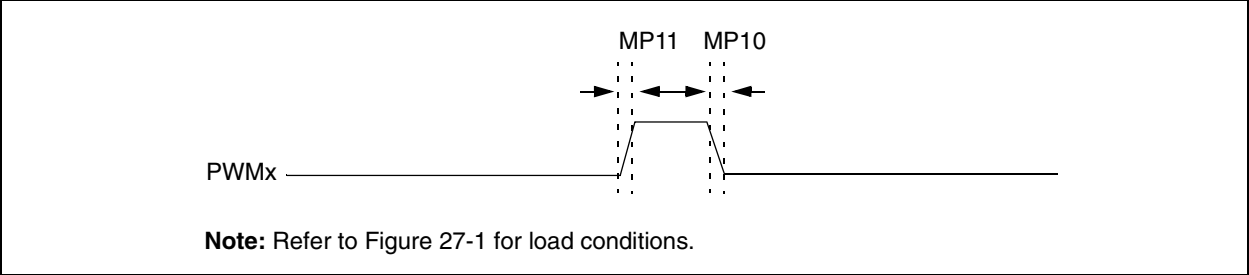 MP11 MP10
PWMx
Note: Refer to Figure 27-1 for load conditions.